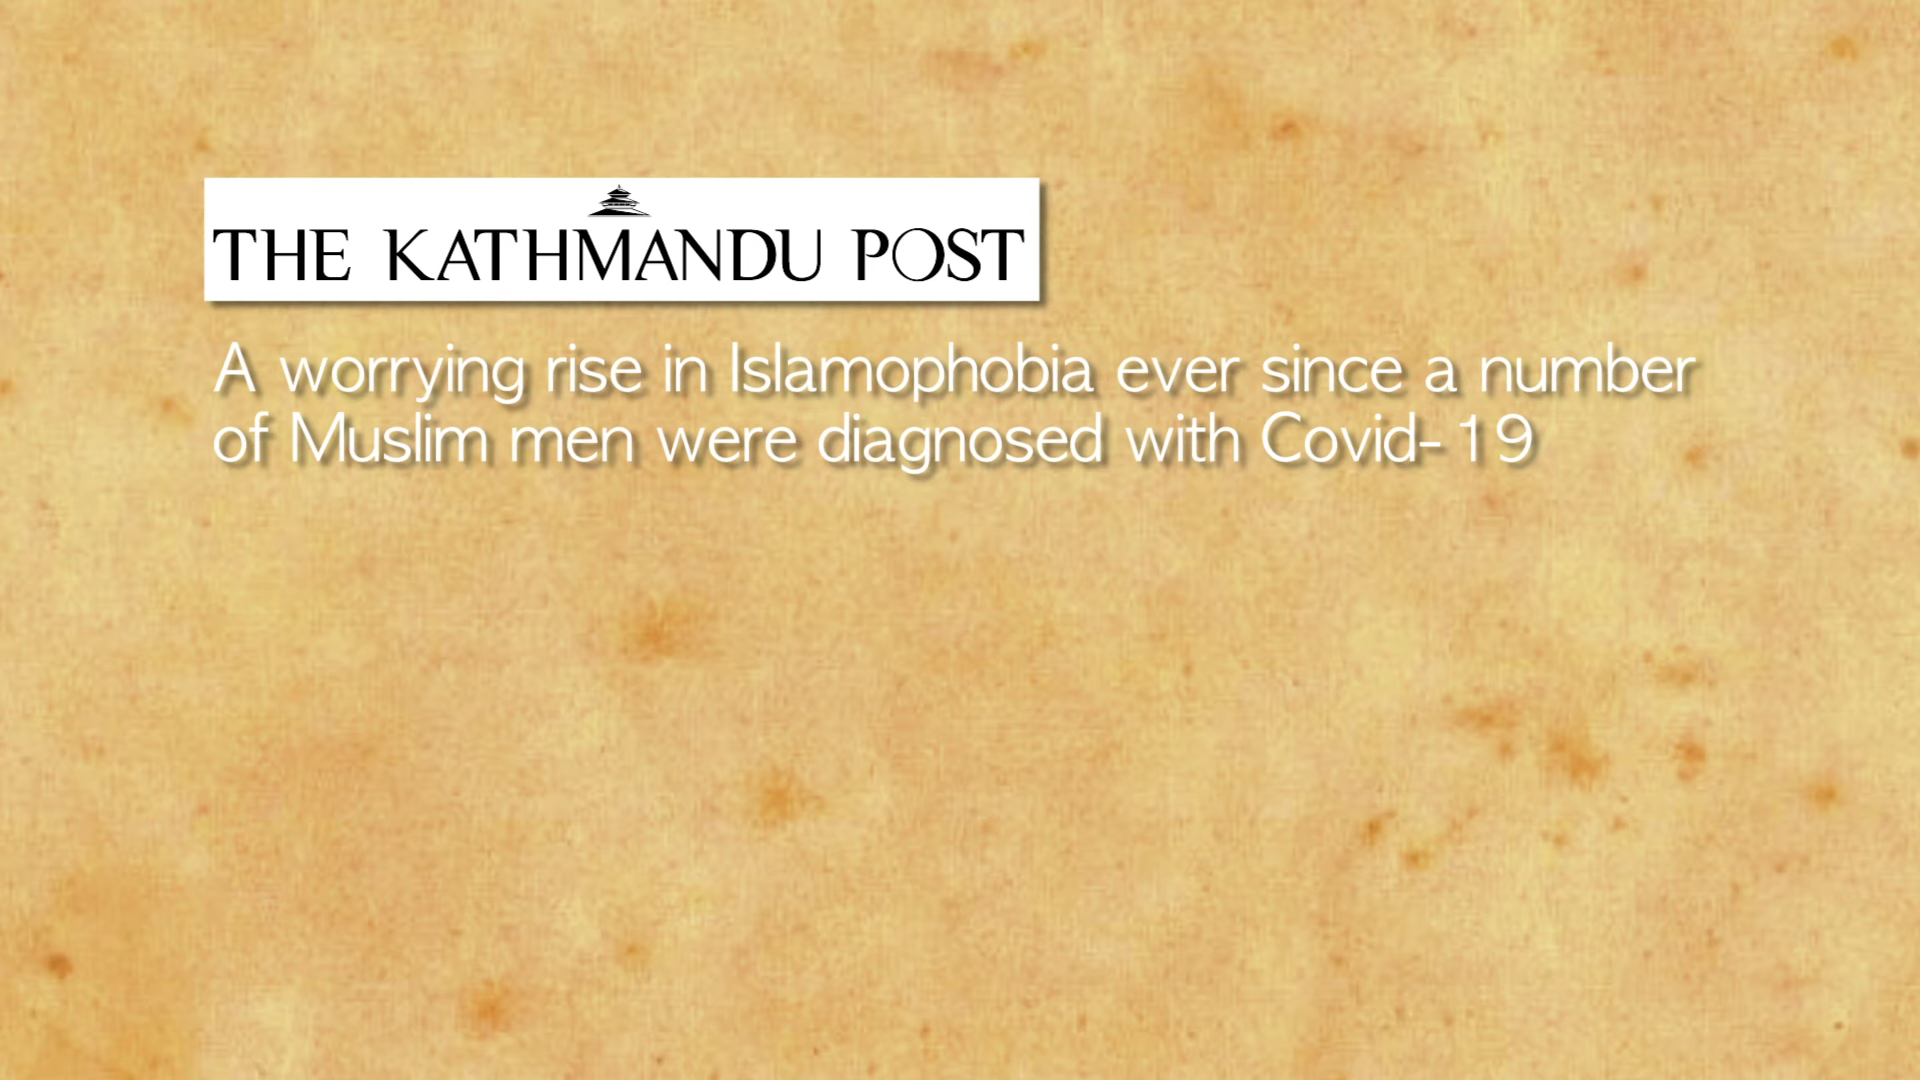 THE KATHMANDU POST
A worrying rise in Islamophobia ever since a number
of Muslim men were diagnosed with Covid-19